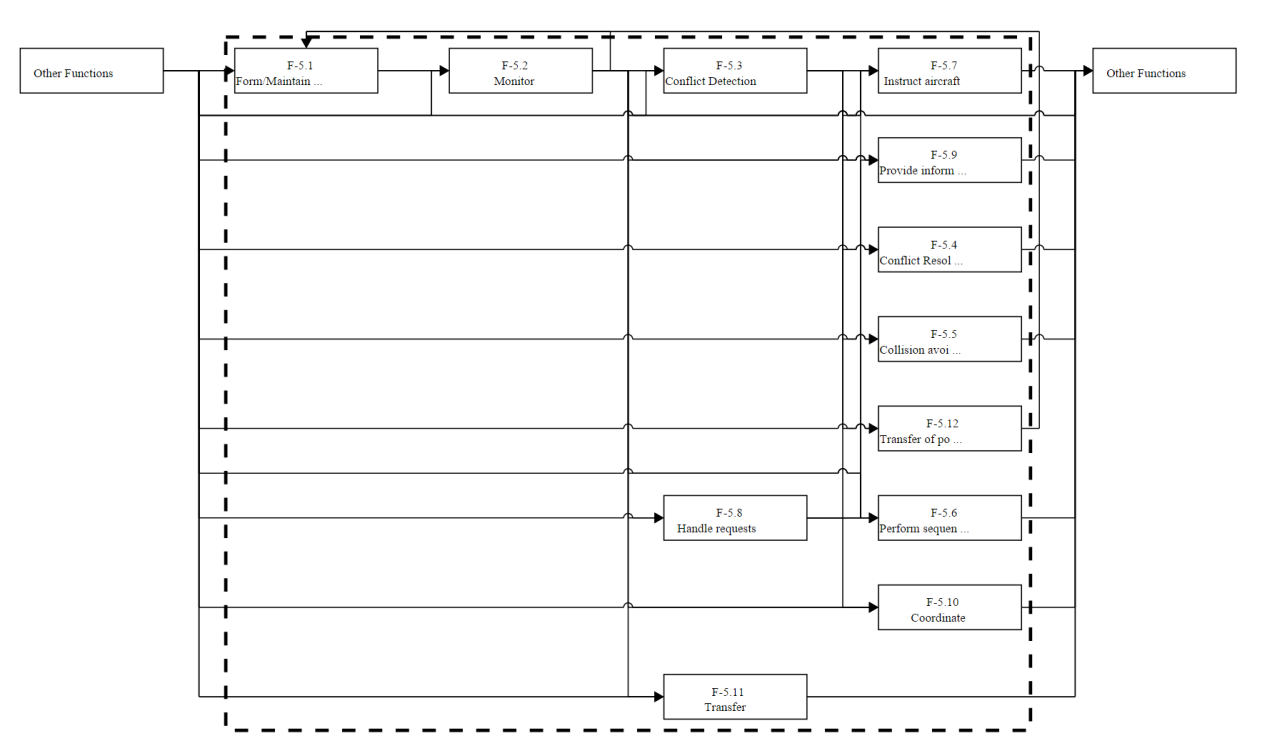 Other Functions
F-5.1
Form/Maintain ...
F-5.2
Monitor
F-5.3
Conflict Detection
F-5.7
Instruct aircraft
Other Functions
F-5.9
Provide inform ...
F-5.4
Conflict Resol ...
F-5.5
Collision avoi ...
F-5.12
Transfer of po ...
F-5.8
Handle requests
F-5.6
Perform sequen ...
F-5.10
Coordinate
F-5.11
Transfer